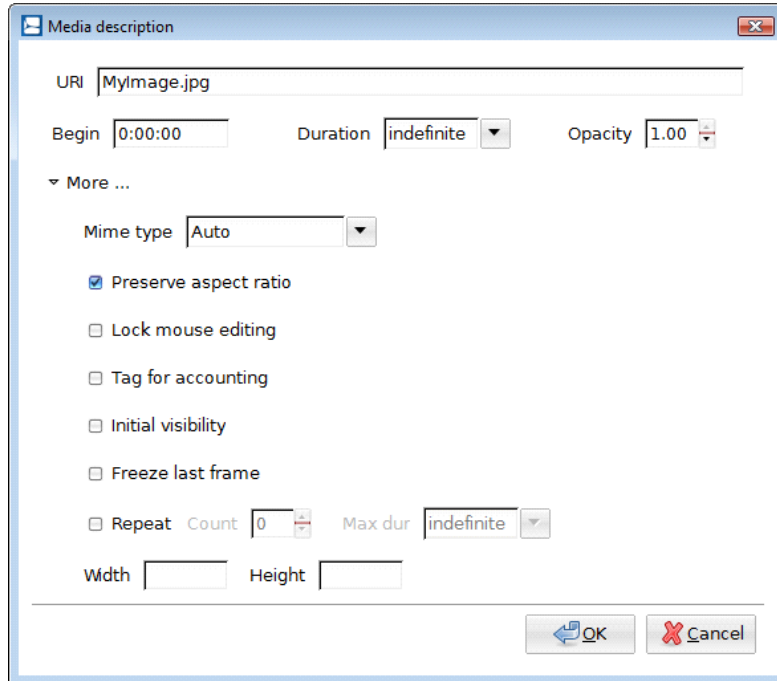 Media description
URI MyImage.jpg
Begin 0:00:00 Duration indefinite Opacity 1.00
More ...
Mime type Auto
Preserve aspect ratio
Lock mouse editing
Tag for accounting
Initial visibility
Freeze last frame
Repeat Count 0 Max dur indefinite
Width Height
OK Cancel